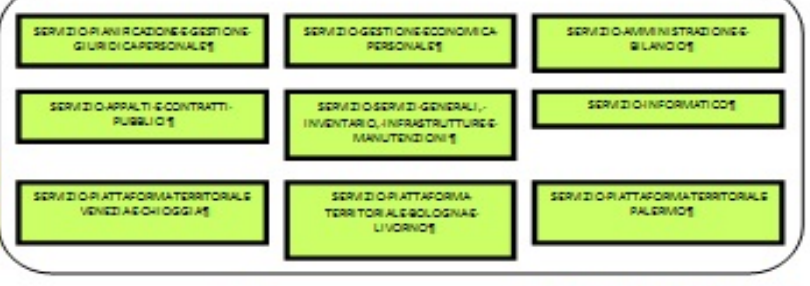 SERVIZIO·PIANIFICAZIONE·E·GESTIONE·
GIURIDICA·PERSONALE¶
SERVIZIO·GESTIONE·ECONOMICA·
PERSONALE¶
SERVIZIO·AMMINISTRAZIONE·E·
BILANCIO¶
SERVIZIO·APPALTI·E·CONTRATTI·
PUBBLICI¶
SERVIZIO·SERVIZI·GENERALI,·
INVENTARIO,·INFRASTRUTTURE·E·
MANUTENZIONI¶
SERVIZIO·INFORMATICO¶
SERVIZIO·PIATTAFORMA·TERRITORIALE
VENEZIA·E·CHIOGGIA¶
SERVIZIO·PIATTAFORMA·
TERRITORIALE·BOLOGNA·E·
LIVORNO¶
SERVIZIO·PIATTAFORMA·TERRITORIALE
PALERMO¶